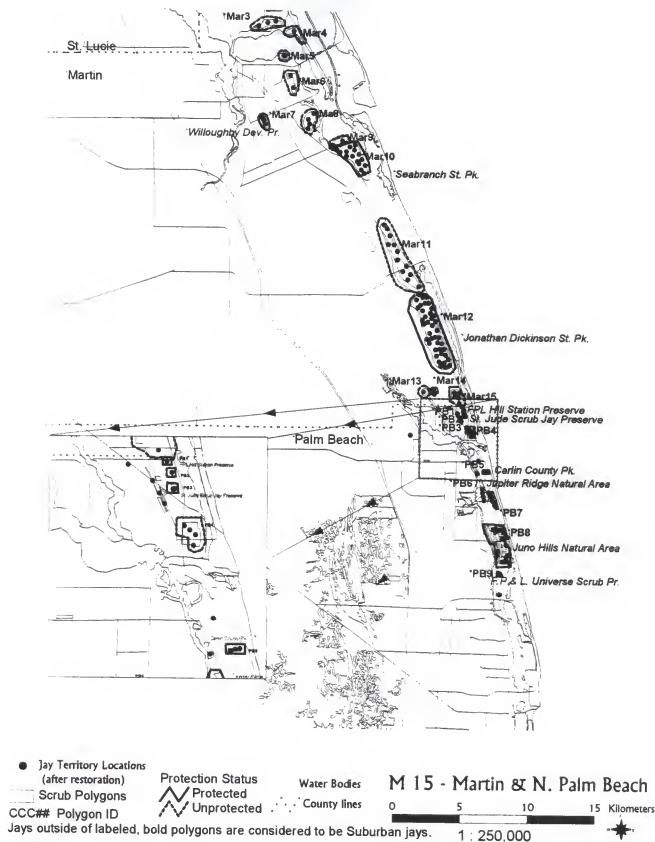 Mar3
Mar4
St. Lucie
Mar5
Martin
Mar6
Mar7
Ma8
Willoughby Dev. Pr.
Mar9
Mar10
Seabranch St. Pk.
Mar11
Mar12
Jonathan Dickinson St. Pk.
Mar13
Mar14
Mar15
FPL Hill Station Preserve
St. Jude Scrub Jay Preserve
PB3
PB4
Palm Beach
PB5
Carlin County Pk.
PB6
Jupiter Ridge Natural Area
PB7
PB8
Juno Hills Natural Area
PB9
F.P.& L. Universe Scrub Pr.
Jay Territory Locations
(after restoration)
Scrub Polygons
CCC## Polygon ID
Protection Status
Protected
Unprotected
Water Bodies
County lines
M 15 - Martin & N. Palm Beach
0 5 10 15 Kilometers
1 : 250,000
Jays outside of labeled, bold polygons are considered to be Suburban jays.